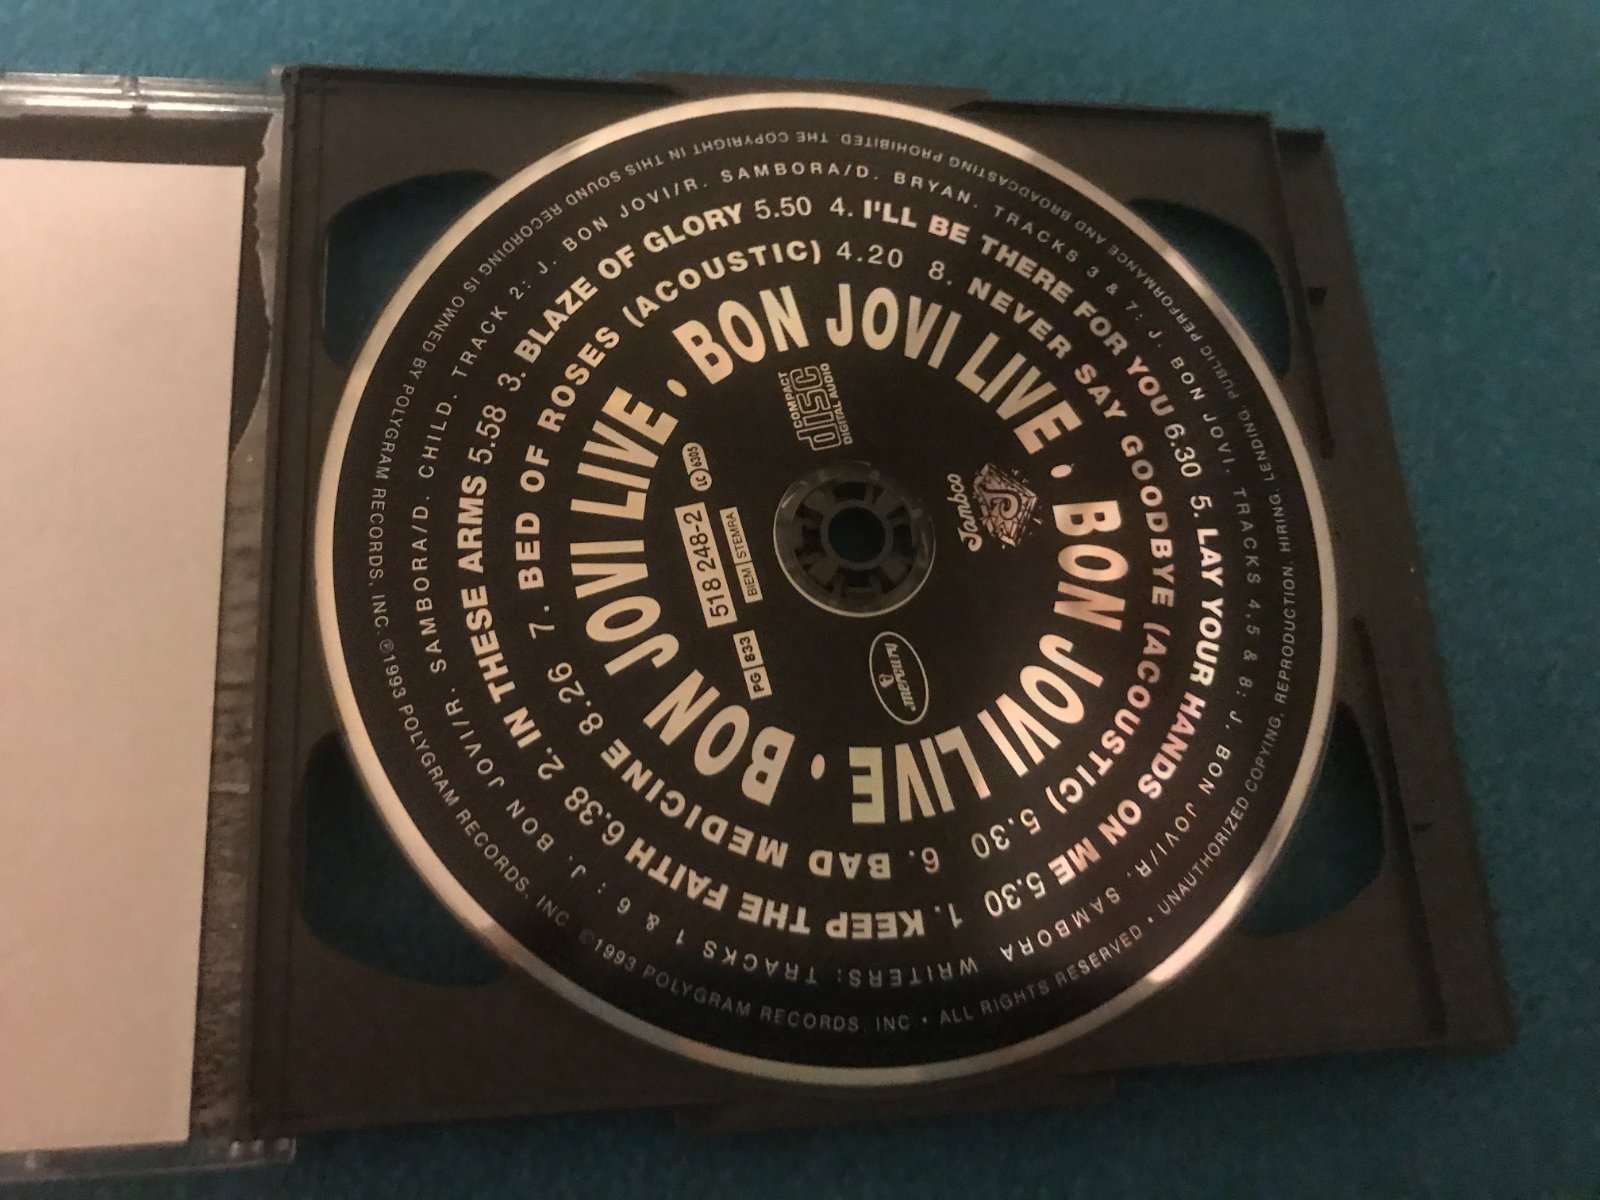 BON JOVI LIVE • BON JOVI LIVE • BON JOVI LIVE •
1. KEEP THE FAITH 6.38 2. IN THESE ARMS 5.58 3. BLAZE OF GLORY 5.50 4. I'LL BE THERE FOR YOU 6.30 5. LAY YOUR HANDS ON ME 5.30
6. BAD MEDICINE 8.26 7. BED OF ROSES (ACOUSTIC) 4.20 8. NEVER SAY GOODBYE (ACOUSTIC) 5.30
WRITERS: TRACKS 1 & 6: J. BON JOVI/R. SAMBORA/D. CHILD. TRACK 2: J. BON JOVI/R. SAMBORA/D. BRYAN. TRACKS 3 & 7: J. BON JOVI. TRACKS 4,5 & 8: J. BON JOVI/R. SAMBORA.
℗1993 POLYGRAM RECORDS, INC. ©1993 POLYGRAM RECORDS, INC • ALL RIGHTS RESERVED • UNAUTHORIZED COPYING, REPRODUCTION, HIRING, LENDING, PUBLIC PERFORMANCE AND BROADCASTING PROHIBITED. THE COPYRIGHT IN THIS SOUND RECORDING IS OWNED BY POLYGRAM RECORDS, INC.
COMPACT
disc
DIGITAL AUDIO
LC 6305
518 248-2
BIEM STEMRA
PG 833
Jambco
J
mercury